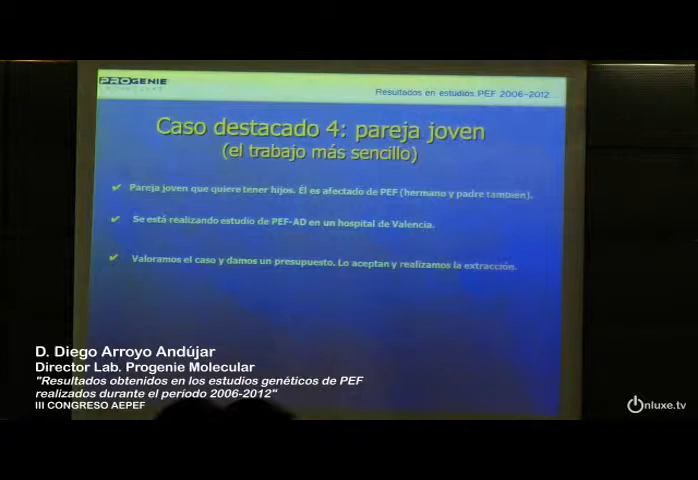 PROGENIE
Resultados en estudios PEF 2006-2012
Caso destacado 4: pareja joven
(el trabajo más sencillo)
✔ Pareja joven que quiere tener hijos. Él es afectado de PEF (hermano y padre también).
✔ Se está realizando estudio de PEF-AD en un hospital de Valencia.
✔ Valoramos el caso y damos un presupuesto. Lo aceptan y realizamos la extracción.
D. Diego Arroyo Andújar
Director Lab. Progenie Molecular
"Resultados obtenidos en los estudios genéticos de PEF
realizados durante el período 2006-2012"
III CONGRESO AEPEF
Onluxe.tv